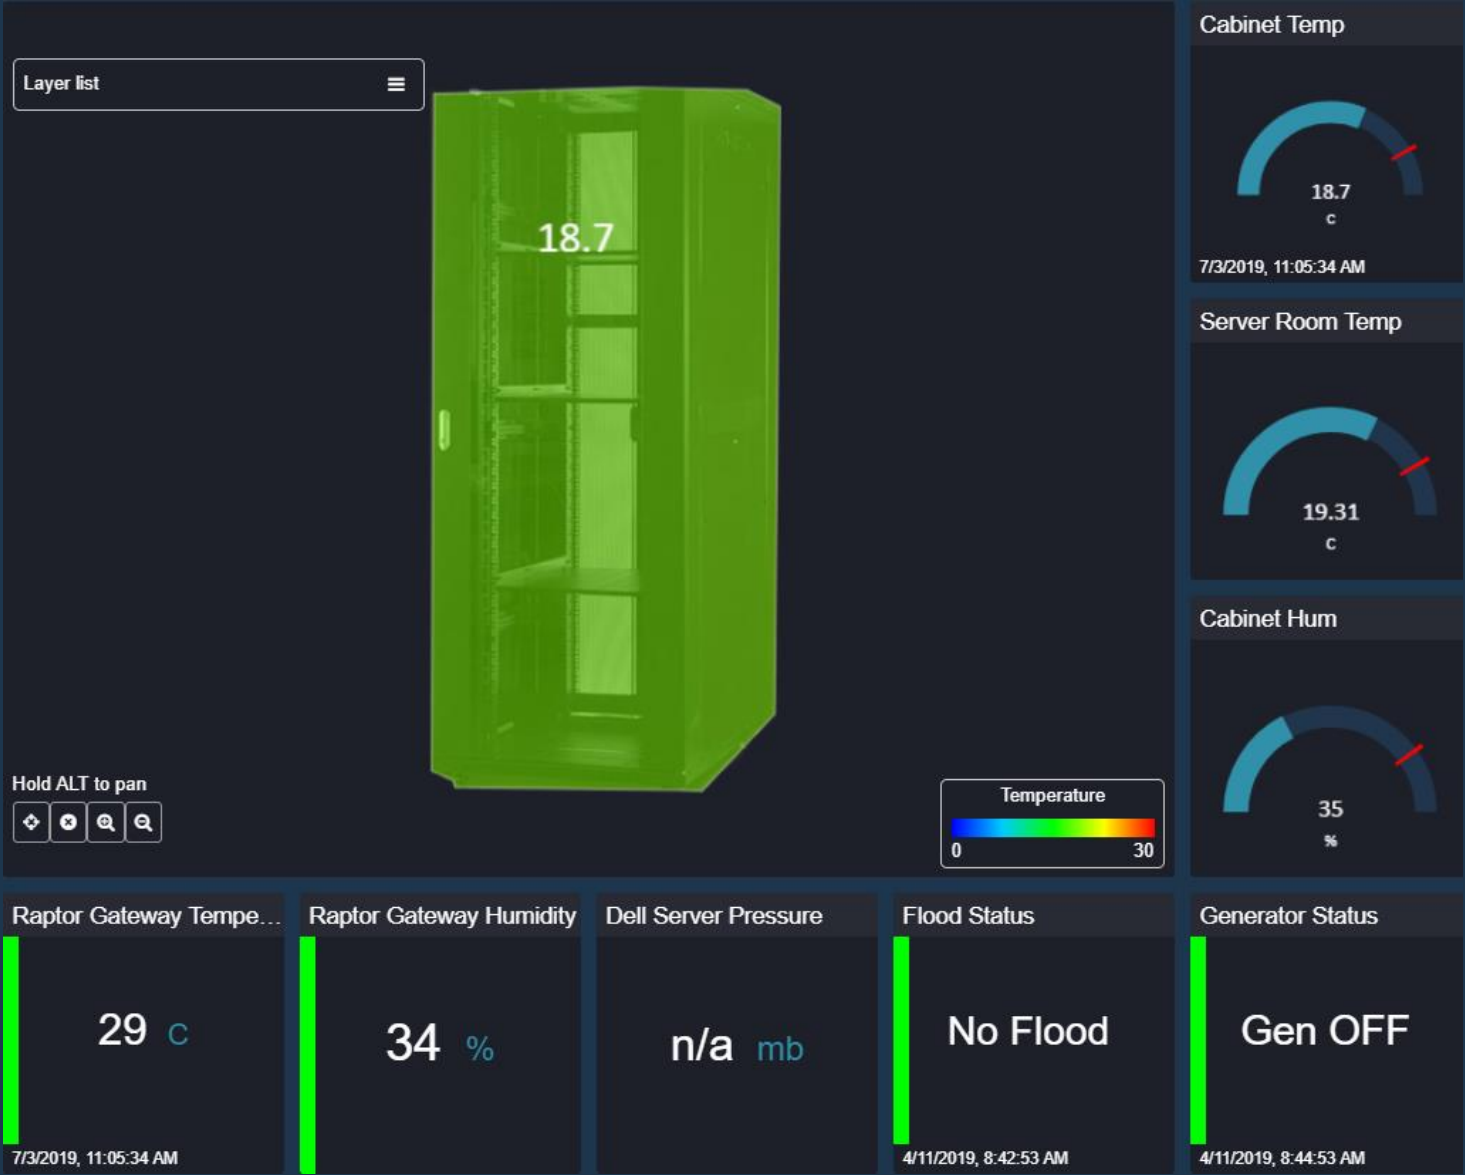 Layer list
18.7
Hold ALT to pan
Temperature
0 30
Cabinet Temp
18.7
C
7/3/2019, 11:05:34 AM
Server Room Temp
19.31
C
Cabinet Hum
35
%
Raptor Gateway Tempe...
29 C
7/3/2019, 11:05:34 AM
Raptor Gateway Humidity
34 %
Dell Server Pressure
n/a mb
Flood Status
No Flood
4/11/2019, 8:42:53 AM
Generator Status
Gen OFF
4/11/2019, 8:44:53 AM